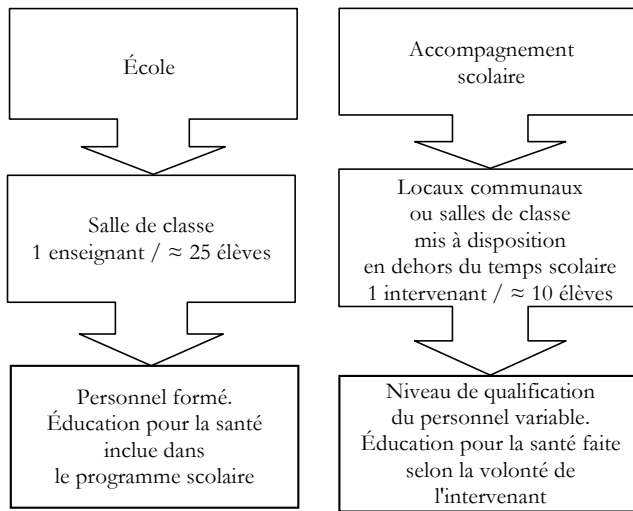 École
Salle de classe
1 enseignant / ≈ 25 élèves
Personnel formé.
Éducation pour la santé
inclue dans
le programme scolaire
Accompagnement
scolaire
Locaux communaux
ou salles de classe
mis à disposition
en dehors du temps scolaire
1 intervenant / ≈ 10 élèves
Niveau de qualification
du personnel variable.
Éducation pour la santé faite
selon la volonté de
l'intervenant